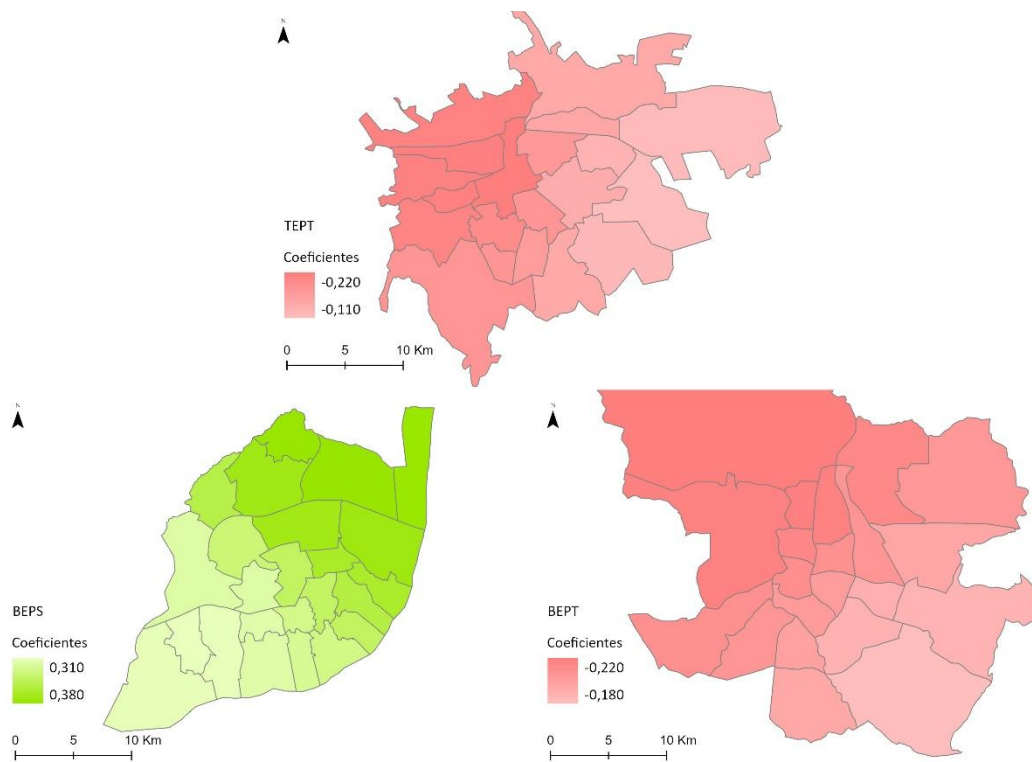 N
TEPT
Coeficientes
-0,220
-0,110
0 5 10 Km
N
BEPS
Coeficientes
0,310
0,380
0 5 10 Km
N
BEPT
Coeficientes
-0,220
-0,180
0 5 10 Km